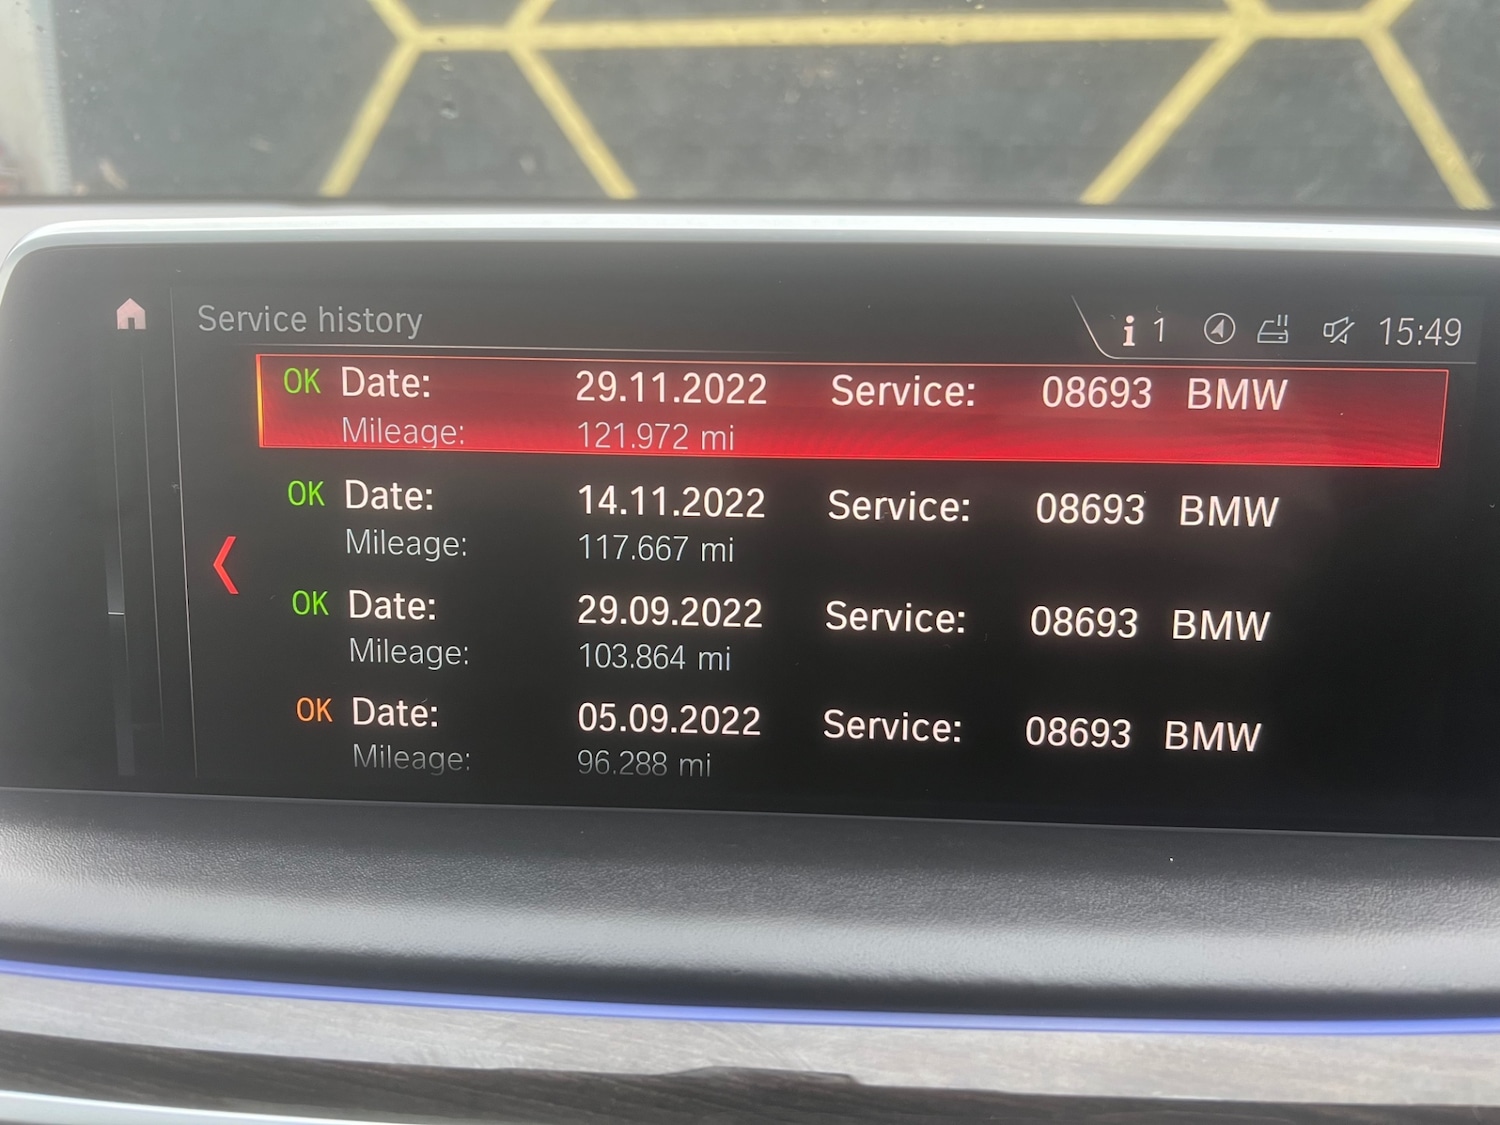 Service history
i 1 15:49
OK Date: 29.11.2022 Service: 08693 BMW
Mileage: 121.972 mi
OK Date: 14.11.2022 Service: 08693 BMW
Mileage: 117.667 mi
OK Date: 29.09.2022 Service: 08693 BMW
Mileage: 103.864 mi
OK Date: 05.09.2022 Service: 08693 BMW
Mileage: 96.288 mi